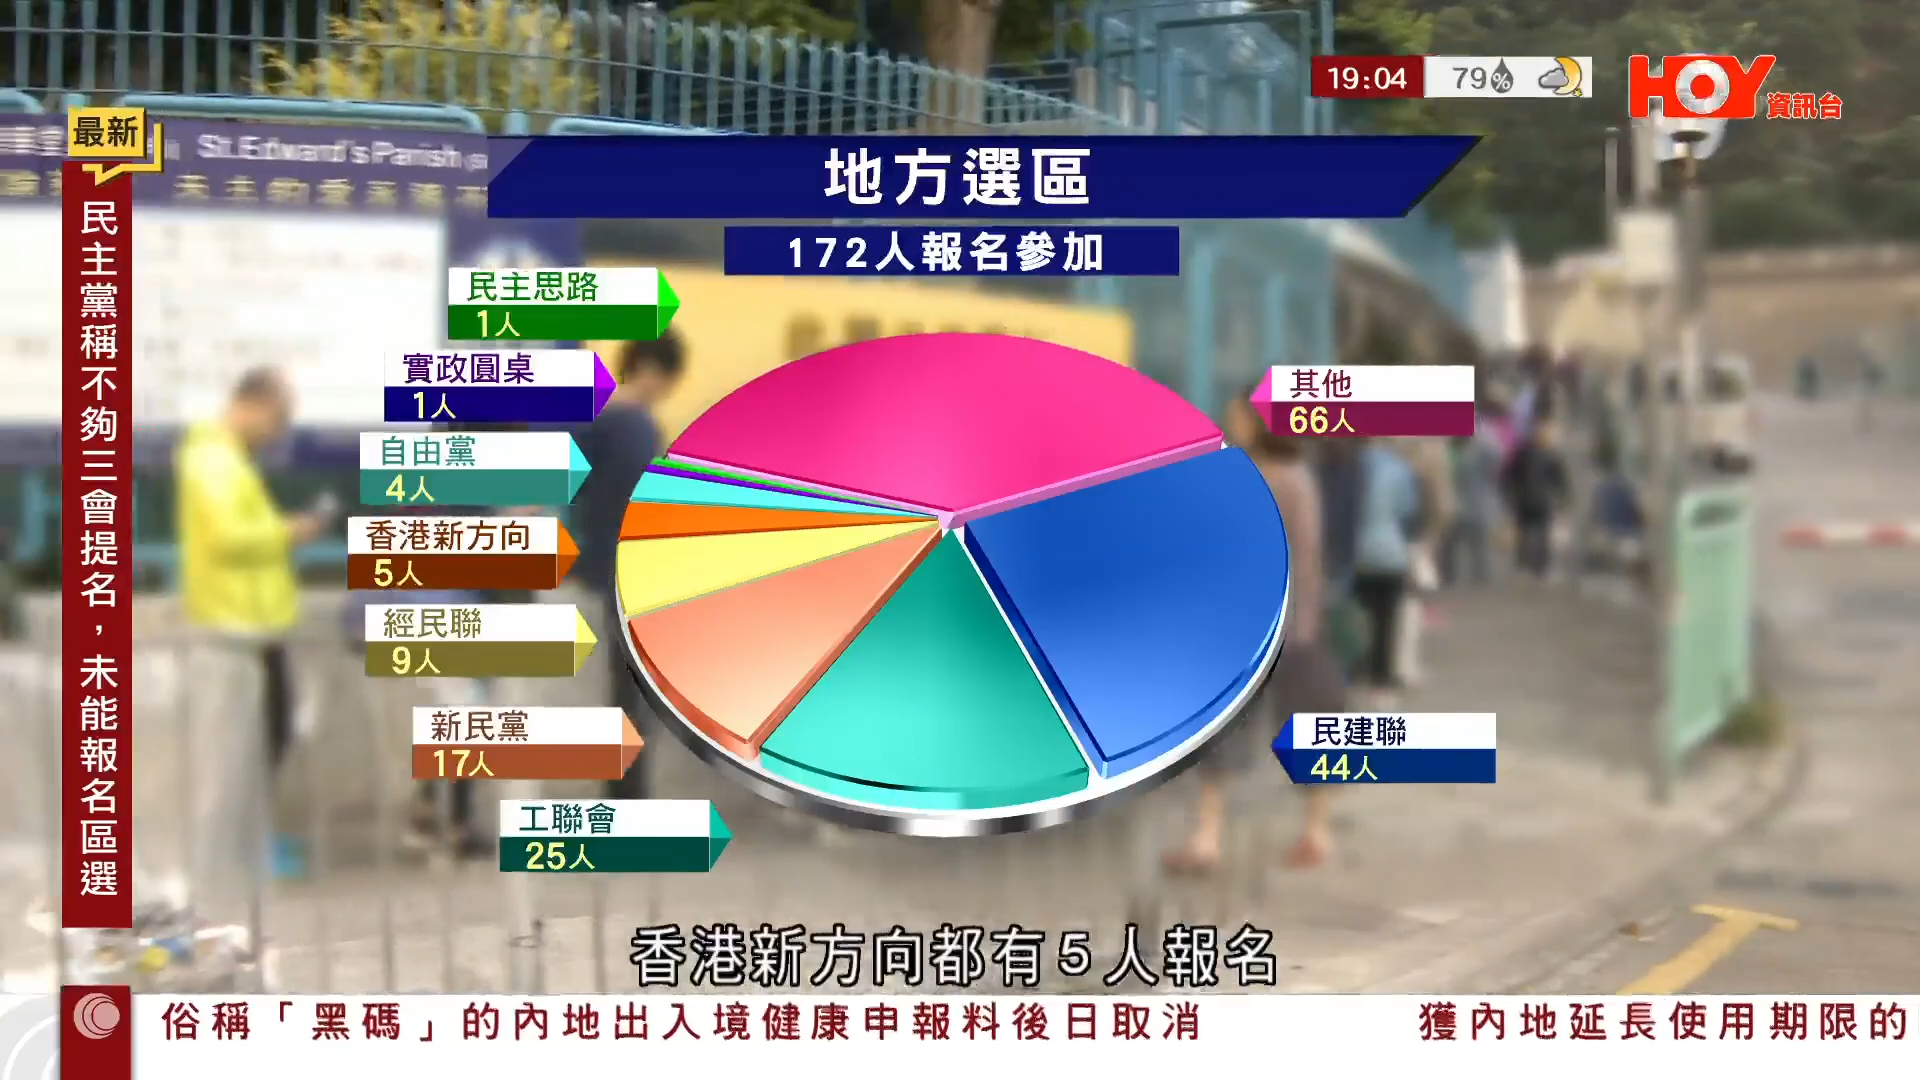 19:04
79%
HOY
資訊台
最新
St.Edward's Parish
地方選區
172人報名參加
民主思路
1人
實政圓桌
1人
自由黨
4人
香港新方向
5人
經民聯
9人
新民黨
17人
工聯會
25人
其他
66人
民建聯
44人
民主黨稱不夠三會提名，未能報名區選
香港新方向都有5人報名
俗稱「黑碼」的內地出入境健康申報料後日取消
獲內地延長使用期限的